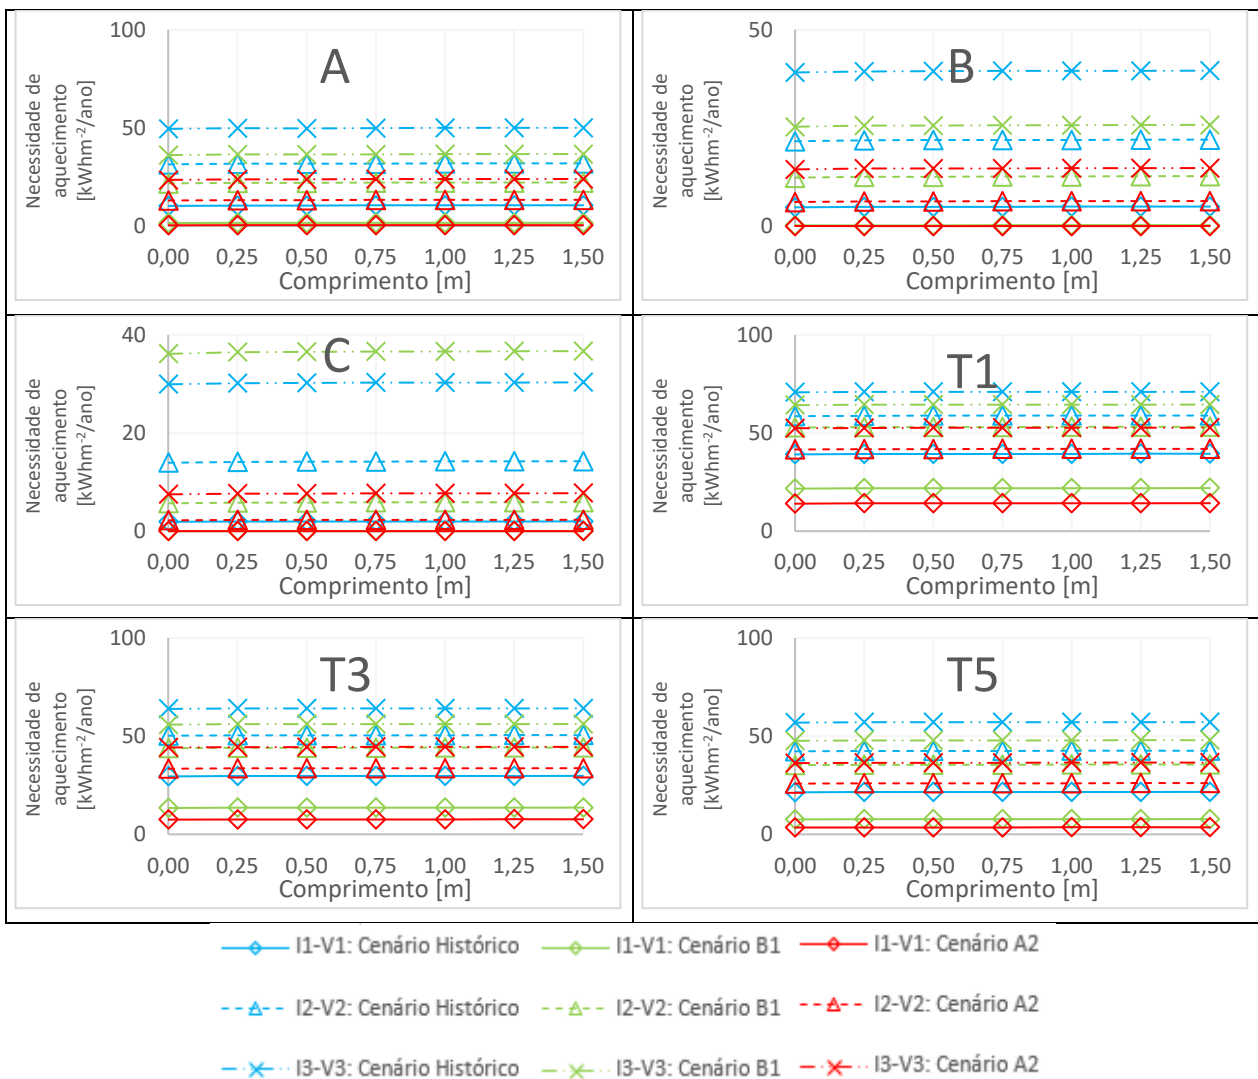 100
50
0
A
Necessidade de
aquecimento
[kWhm⁻²/ano]
0,00 0,25 0,50 0,75 1,00 1,25 1,50
Comprimento [m]
50
0
B
Necessidade de
aquecimento
[kWhm⁻²/ano]
0,00 0,25 0,50 0,75 1,00 1,25 1,50
Comprimento [m]
40
20
0
C
Necessidade de
aquecimento
[kWhm⁻²/ano]
0,00 0,25 0,50 0,75 1,00 1,25 1,50
Comprimento [m]
100
50
0
T1
Necessidade de
aquecimento
[kWhm⁻²/ano]
0,00 0,25 0,50 0,75 1,00 1,25 1,50
Comprimento [m]
100
50
0
T3
Necessidade de
aquecimento
[kWhm⁻²/ano]
0,00 0,25 0,50 0,75 1,00 1,25 1,50
Comprimento [m]
100
50
0
T5
Necessidade de
aquecimento
[kWhm⁻²/ano]
0,00 0,25 0,50 0,75 1,00 1,25 1,50
Comprimento [m]
I1-V1: Cenário Histórico I1-V1: Cenário B1 I1-V1: Cenário A2
I2-V2: Cenário Histórico I2-V2: Cenário B1 I2-V2: Cenário A2
I3-V3: Cenário Histórico I3-V3: Cenário B1 I3-V3: Cenário A2